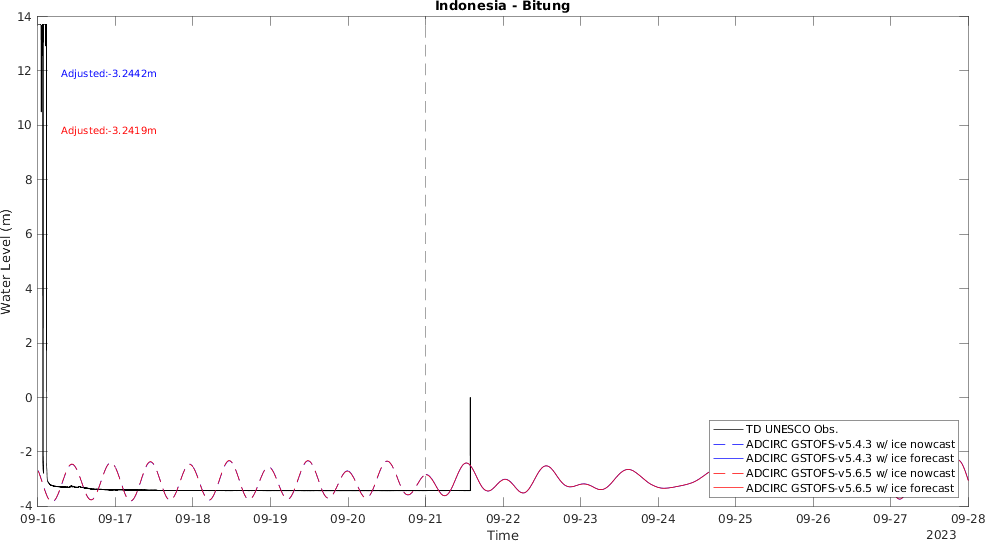 Indonesia - Bitung
14
12
10
8
6
4
2
0
-2
-4
Water Level (m)
Adjusted:-3.2442m
Adjusted:-3.2419m
TD UNESCO Obs.
ADCIRC GSTOFS-v5.4.3 w/ ice nowcast
ADCIRC GSTOFS-v5.4.3 w/ ice forecast
ADCIRC GSTOFS-v5.6.5 w/ ice nowcast
ADCIRC GSTOFS-v5.6.5 w/ ice forecast
09-16 09-17 09-18 09-19 09-20 09-21 09-22 09-23 09-24 09-25 09-26 09-27 09-28
Time
2023